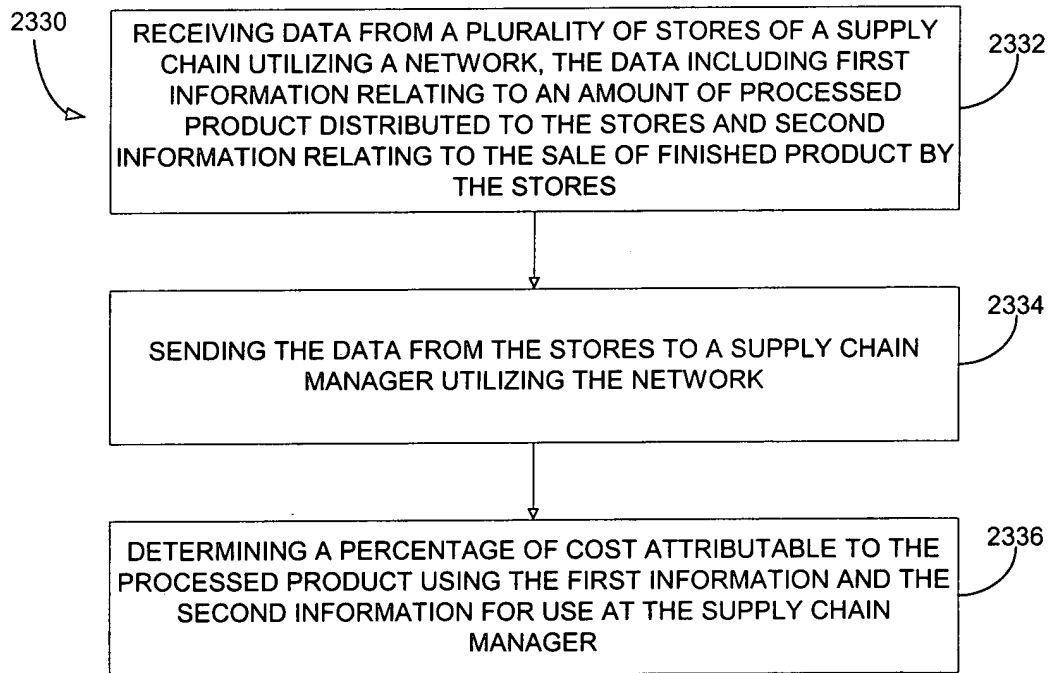 2330
RECEIVING DATA FROM A PLURALITY OF STORES OF A SUPPLY
CHAIN UTILIZING A NETWORK, THE DATA INCLUDING FIRST
INFORMATION RELATING TO AN AMOUNT OF PROCESSED
PRODUCT DISTRIBUTED TO THE STORES AND SECOND
INFORMATION RELATING TO THE SALE OF FINISHED PRODUCT BY
THE STORES
2332
SENDING THE DATA FROM THE STORES TO A SUPPLY CHAIN
MANAGER UTILIZING THE NETWORK
2334
DETERMINING A PERCENTAGE OF COST ATTRIBUTABLE TO THE
PROCESSED PRODUCT USING THE FIRST INFORMATION AND THE
SECOND INFORMATION FOR USE AT THE SUPPLY CHAIN
MANAGER
2336